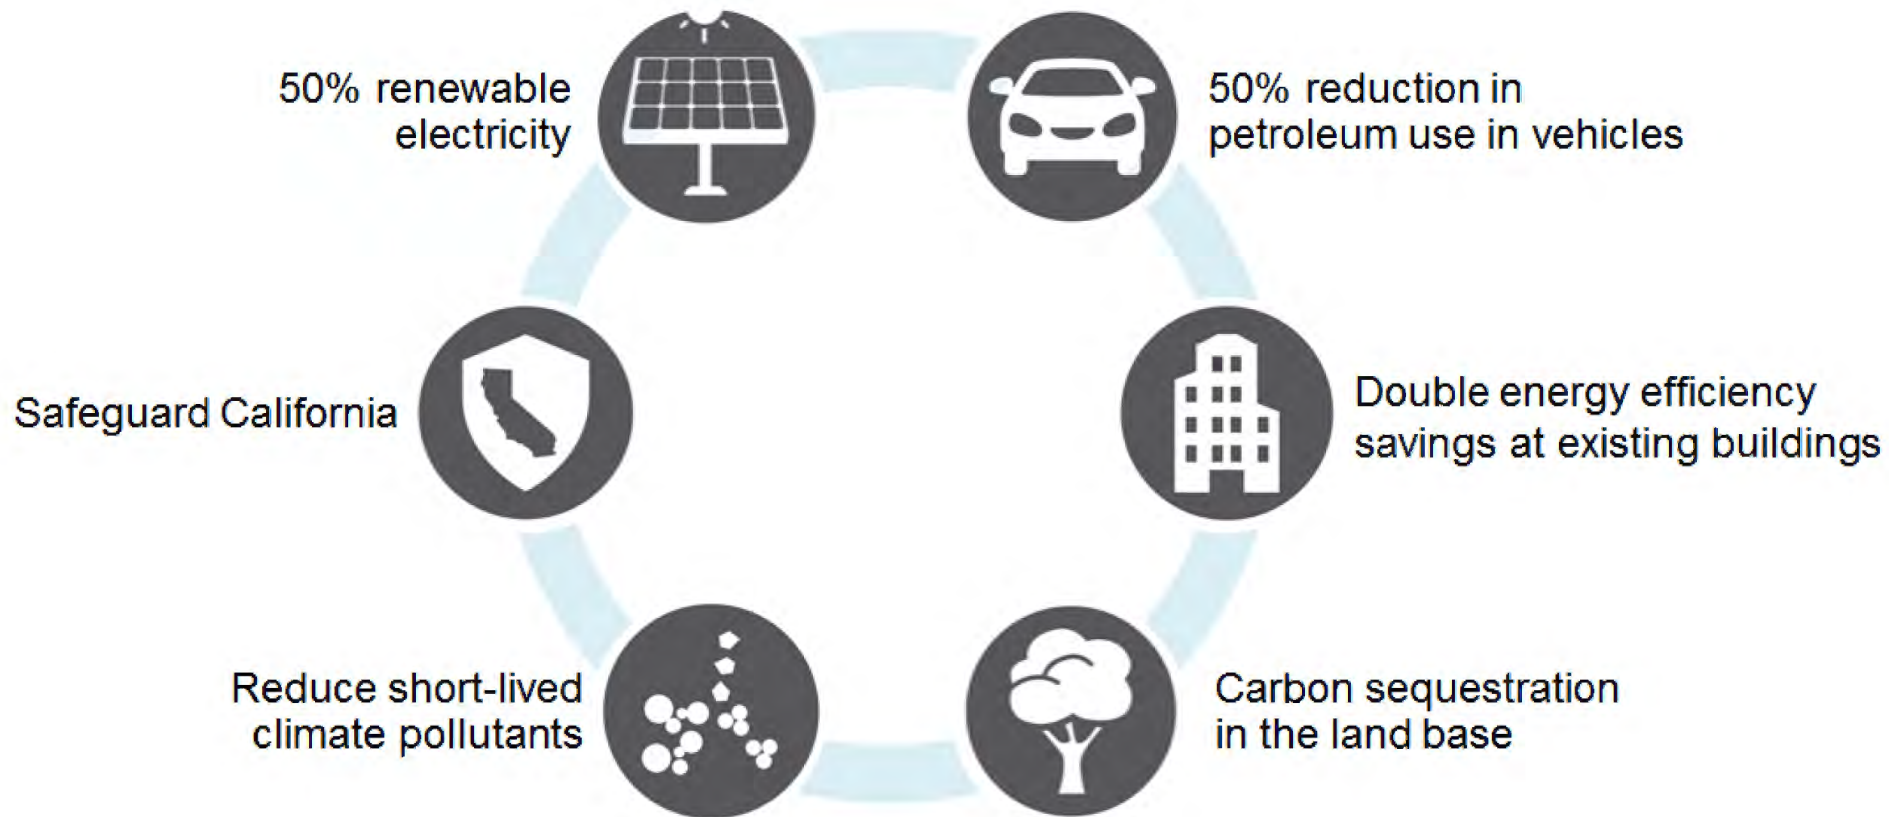 50% renewable
electricity
50% reduction in
petroleum use in vehicles
Safeguard California
Double energy efficiency
savings at existing buildings
Reduce short-lived
climate pollutants
Carbon sequestration
in the land base